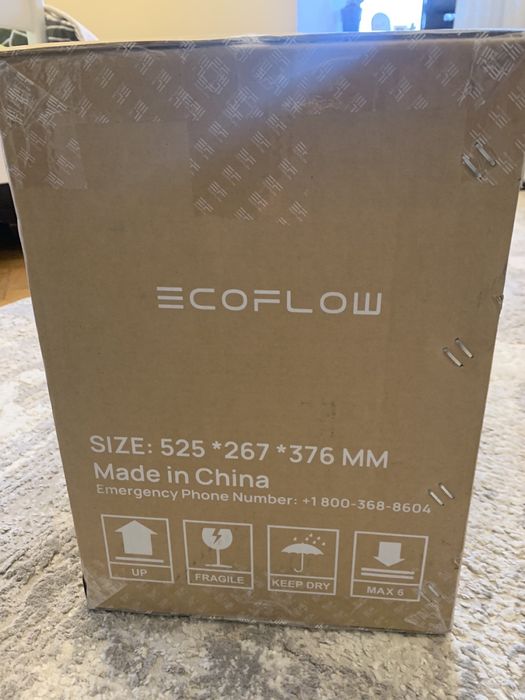 ECOFLOW
SIZE: 525 *267 *376 MM
Made in China
Emergency Phone Number: +1 800-368-8604
UP
FRAGILE
KEEP DRY
MAX 6